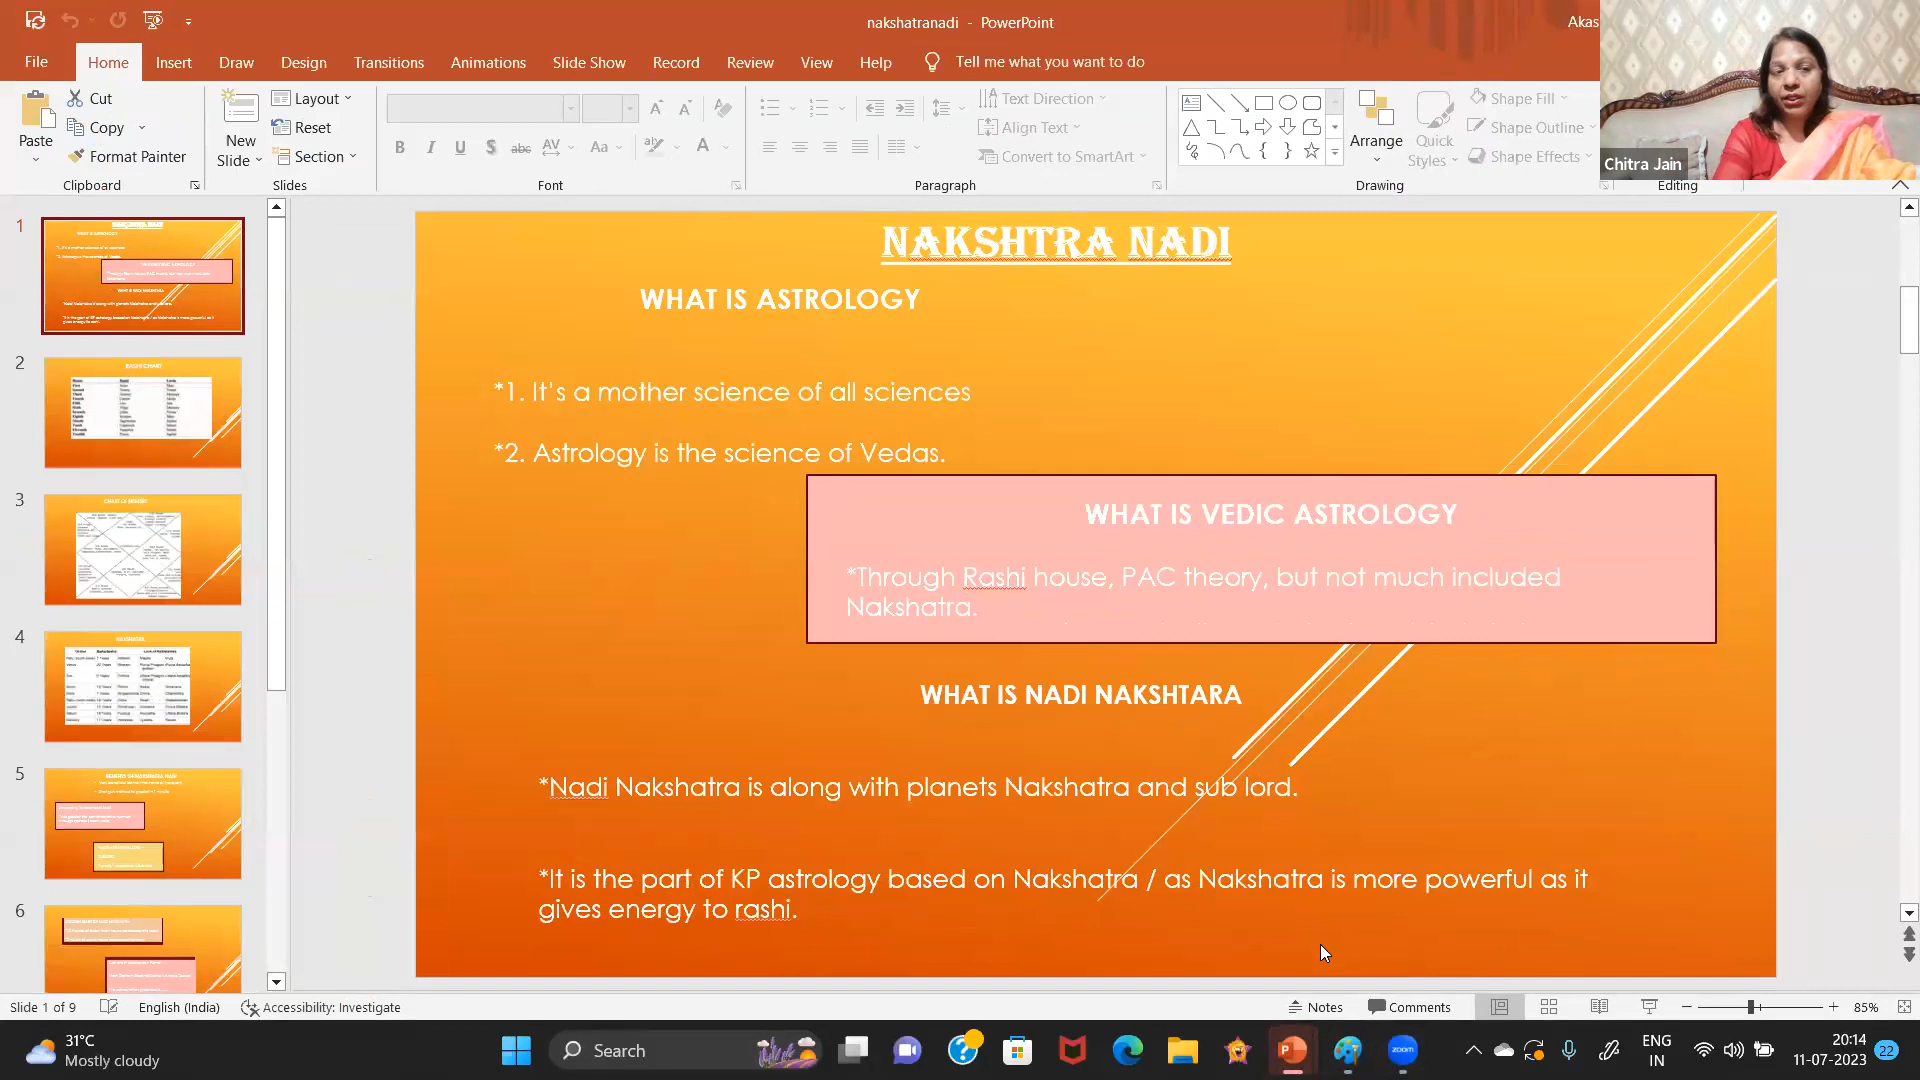 nakshatranadi - PowerPoint
Akas
File Home Insert Draw Design Transitions Animations Slide Show Record Review View Help Tell me what you want to do
Paste
Cut
Copy
Format Painter
Clipboard
New
Slide
Layout
Reset
Section
Slides
Font
Text Direction
Align Text
Convert to SmartArt
Paragraph
Arrange
Quick
Styles
Shape Fill
Shape Outline
Shape Effects
Drawing
Editing
Chitra Jain
1
2
3
4
5
6
NAKSHTRA NADI
WHAT IS ASTROLOGY
*1. It's a mother science of all sciences
*2. Astrology is the science of Vedas.
WHAT IS VEDIC ASTROLOGY
*Through Rashi house, PAC theory, but not much included
Nakshatra.
WHAT IS NADI NAKSHTARA
*Nadi Nakshatra is along with planets Nakshatra and sub lord.
*It is the part of KP astrology based on Nakshatra / as Nakshatra is more powerful as it
gives energy to rashi.
Slide 1 of 9 English (India) Accessibility: Investigate Notes Comments 85%
31°C
Mostly cloudy
Search
zoom
ENG
IN
20:14
11-07-2023
22